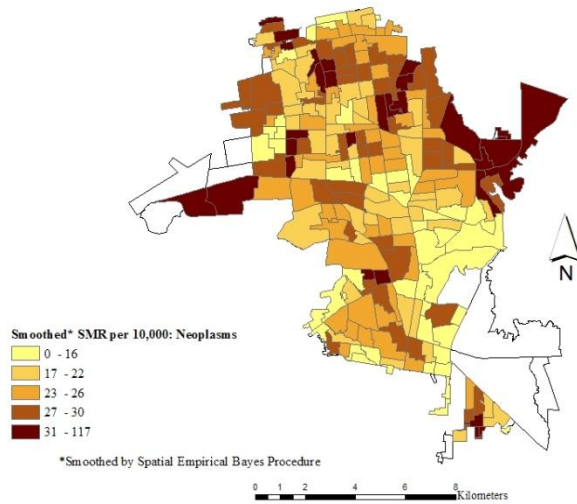 N
Smoothed* SMR per 10,000: Neoplasms
0 - 16
17 - 22
23 - 26
27 - 30
31 - 117
*Smoothed by Spatial Empirical Bayes Procedure
0 1 2 4 6 8
Kilometers